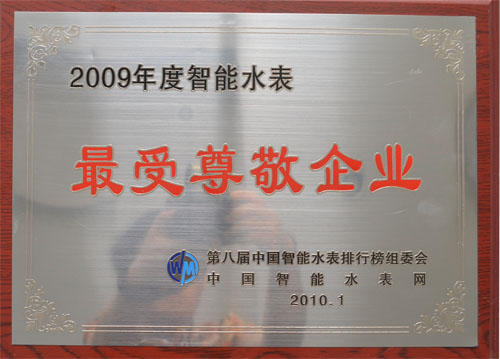 2009年度智能水表
最受尊敬企业
WM
第八届中国智能水表排行榜组委会
中国智能水表网
2010.1